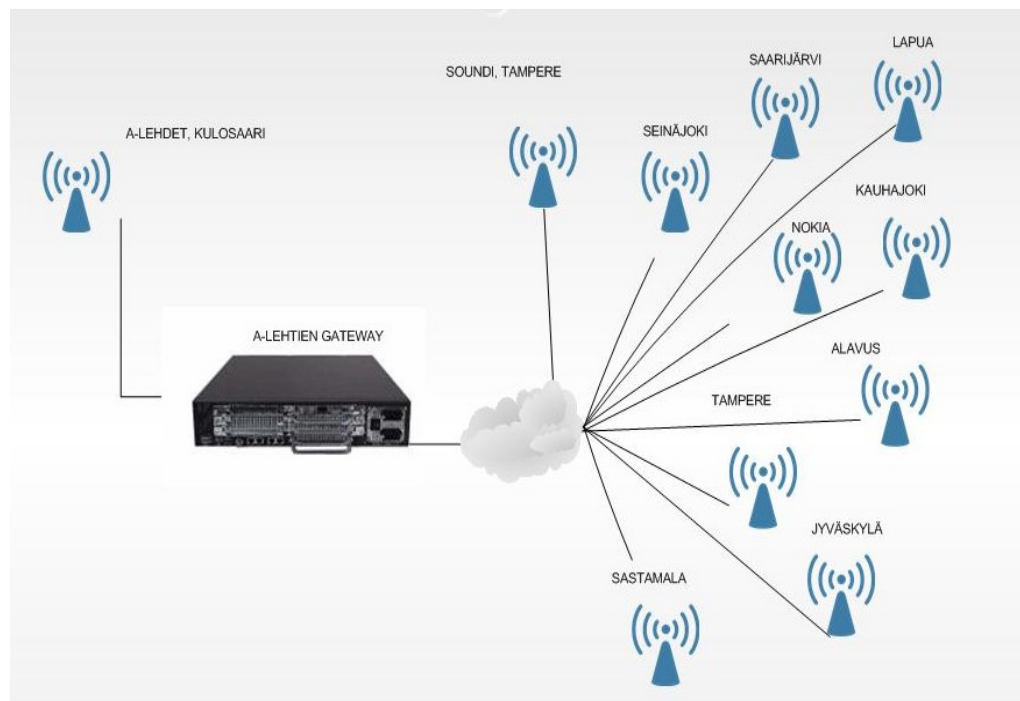 LAPUA
SAARIJÄRVI
SOUNDI, TAMPERE
A-LEHDET, KULOSAARI
SEINÄJOKI
KAUHAJOKI
NOKIA
A-LEHTIEN GATEWAY
ALAVUS
TAMPERE
JYVÄSKYLÄ
SASTAMALA